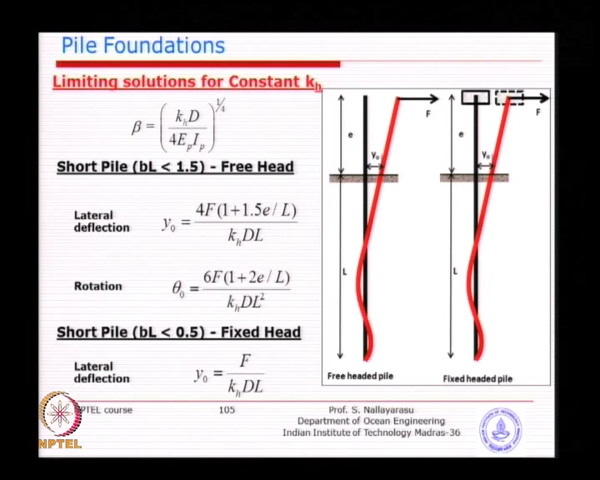 Pile Foundations
Limiting solutions for Constant k_h
β = (k_h D / 4E_p I_p)^¼
Short Pile (bL < 1.5) - Free Head
Lateral deflection y_0 = 4F(1+1.5e/L) / k_h DL
Rotation θ_0 = 6F(1+2e/L) / k_h DL^2
Short Pile (bL < 0.5) - Fixed Head
Lateral deflection y_0 = F / k_h DL
e
F
y_0
L
Free headed pile
e
F
y_0
L
Fixed headed pile
NPTEL course
105
Prof. S. Nallayarasu
Department of Ocean Engineering
Indian Institute of Technology Madras-36
NPTEL